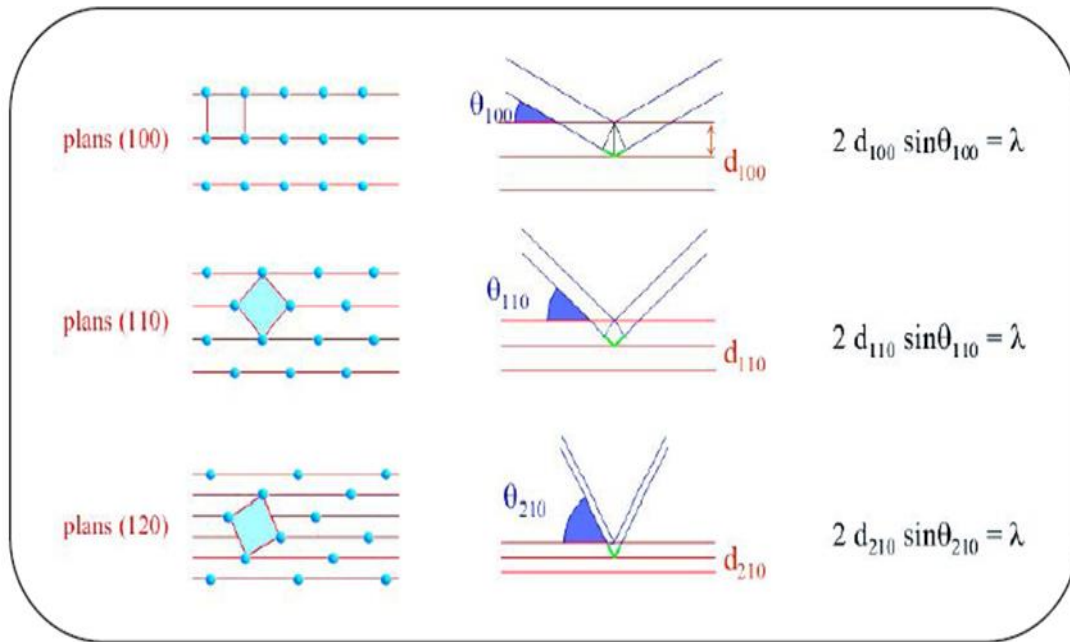 plans (100)
θ₁₀₀
d₁₀₀
2 d₁₀₀ sinθ₁₀₀ = λ
plans (110)
θ₁₁₀
d₁₁₀
2 d₁₁₀ sinθ₁₁₀ = λ
plans (120)
θ₂₁₀
d₂₁₀
2 d₂₁₀ sinθ₂₁₀ = λ